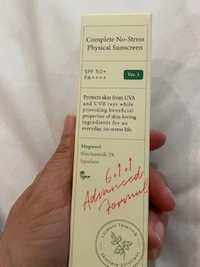 Complete No-Stress
Physical Sunscreen
SPF 50+
PA++++
Ver. 3
Protects skin from UVA
and UVB rays while
providing beneficial
properties of skin-loving
ingredients for an
everyday, no-stress life.
Mugwort
Niacinamide 2%
Squalane
Vegan
6+1+1
Advanced
Formula